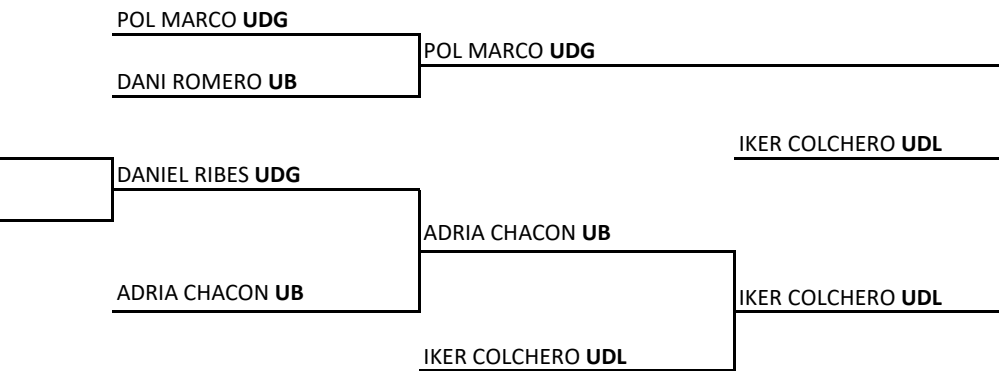 POL MARCO UDG
POL MARCO UDG
DANI ROMERO UB
IKER COLCHERO UDL
DANIEL RIBES UDG
ADRIA CHACON UB
ADRIA CHACON UB
IKER COLCHERO UDL
IKER COLCHERO UDL